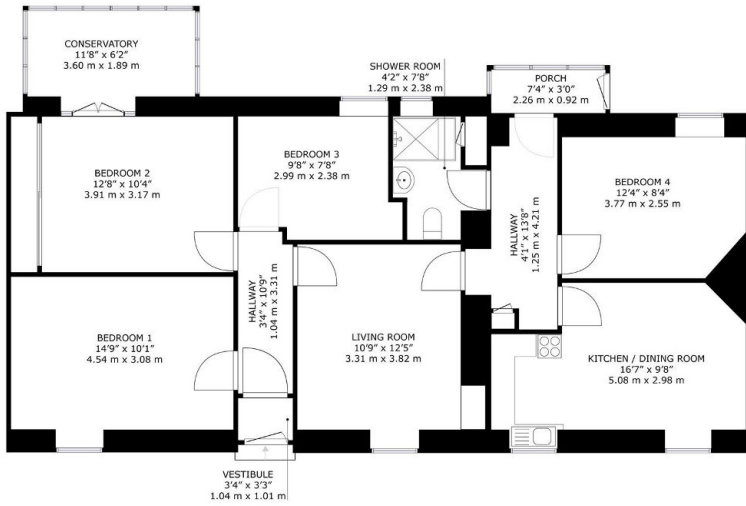 CONSERVATORY
11'8" x 6'2"
3.60 m x 1.89 m
SHOWER ROOM
4'2" x 7'8"
1.29 m x 2.38 m
PORCH
7'4" x 3'0"
2.26 m x 0.92 m
BEDROOM 2
12'8" x 10'4"
3.91 m x 3.17 m
BEDROOM 3
9'8" x 7'8"
2.99 m x 2.38 m
HALLWAY
4'1" x 13'8"
1.25 m x 4.21 m
BEDROOM 4
12'4" x 8'4"
3.77 m x 2.55 m
BEDROOM 1
14'9" x 10'1"
4.54 m x 3.08 m
HALLWAY
3'4" x 10'9"
1.04 m x 3.31 m
LIVING ROOM
10'9" x 12'5"
3.31 m x 3.82 m
KITCHEN / DINING ROOM
16'7" x 9'8"
5.08 m x 2.98 m
VESTIBULE
3'4" x 3'3"
1.04 m x 1.01 m